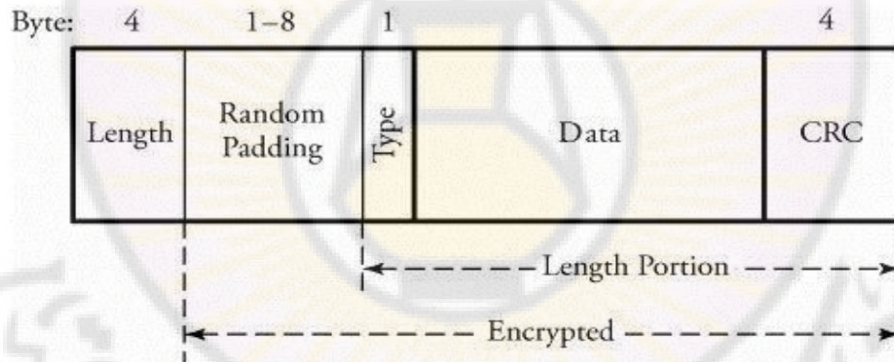 Byte: 4 1–8 1 4
Length Random Padding Type Data CRC
Length Portion
Encrypted